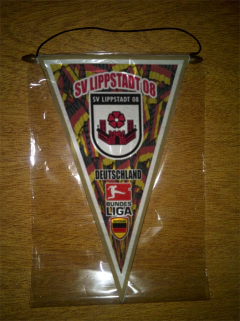 SV LIPPSTADT 08
SV LIPPSTADT 08
DEUTSCHLAND
BUNDES
LIGA